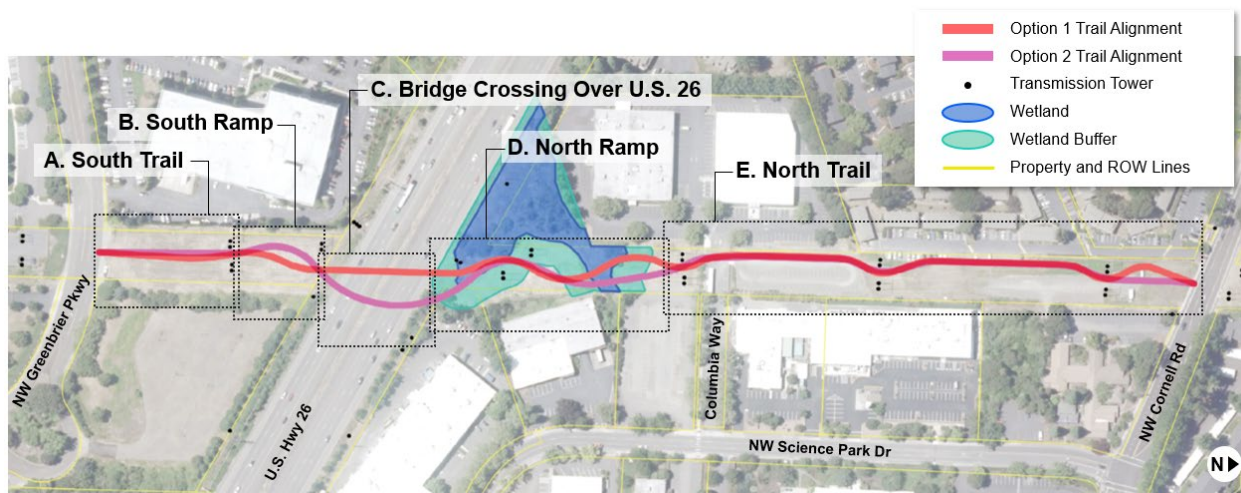 Option 1 Trail Alignment
Option 2 Trail Alignment
Transmission Tower
Wetland
Wetland Buffer
Property and ROW Lines
C. Bridge Crossing Over U.S. 26
B. South Ramp
A. South Trail
D. North Ramp
E. North Trail
NW Greenbrier Pkwy
U.S. Hwy 26
Columbia Way
NW Science Park Dr
NW Cornell Rd
N